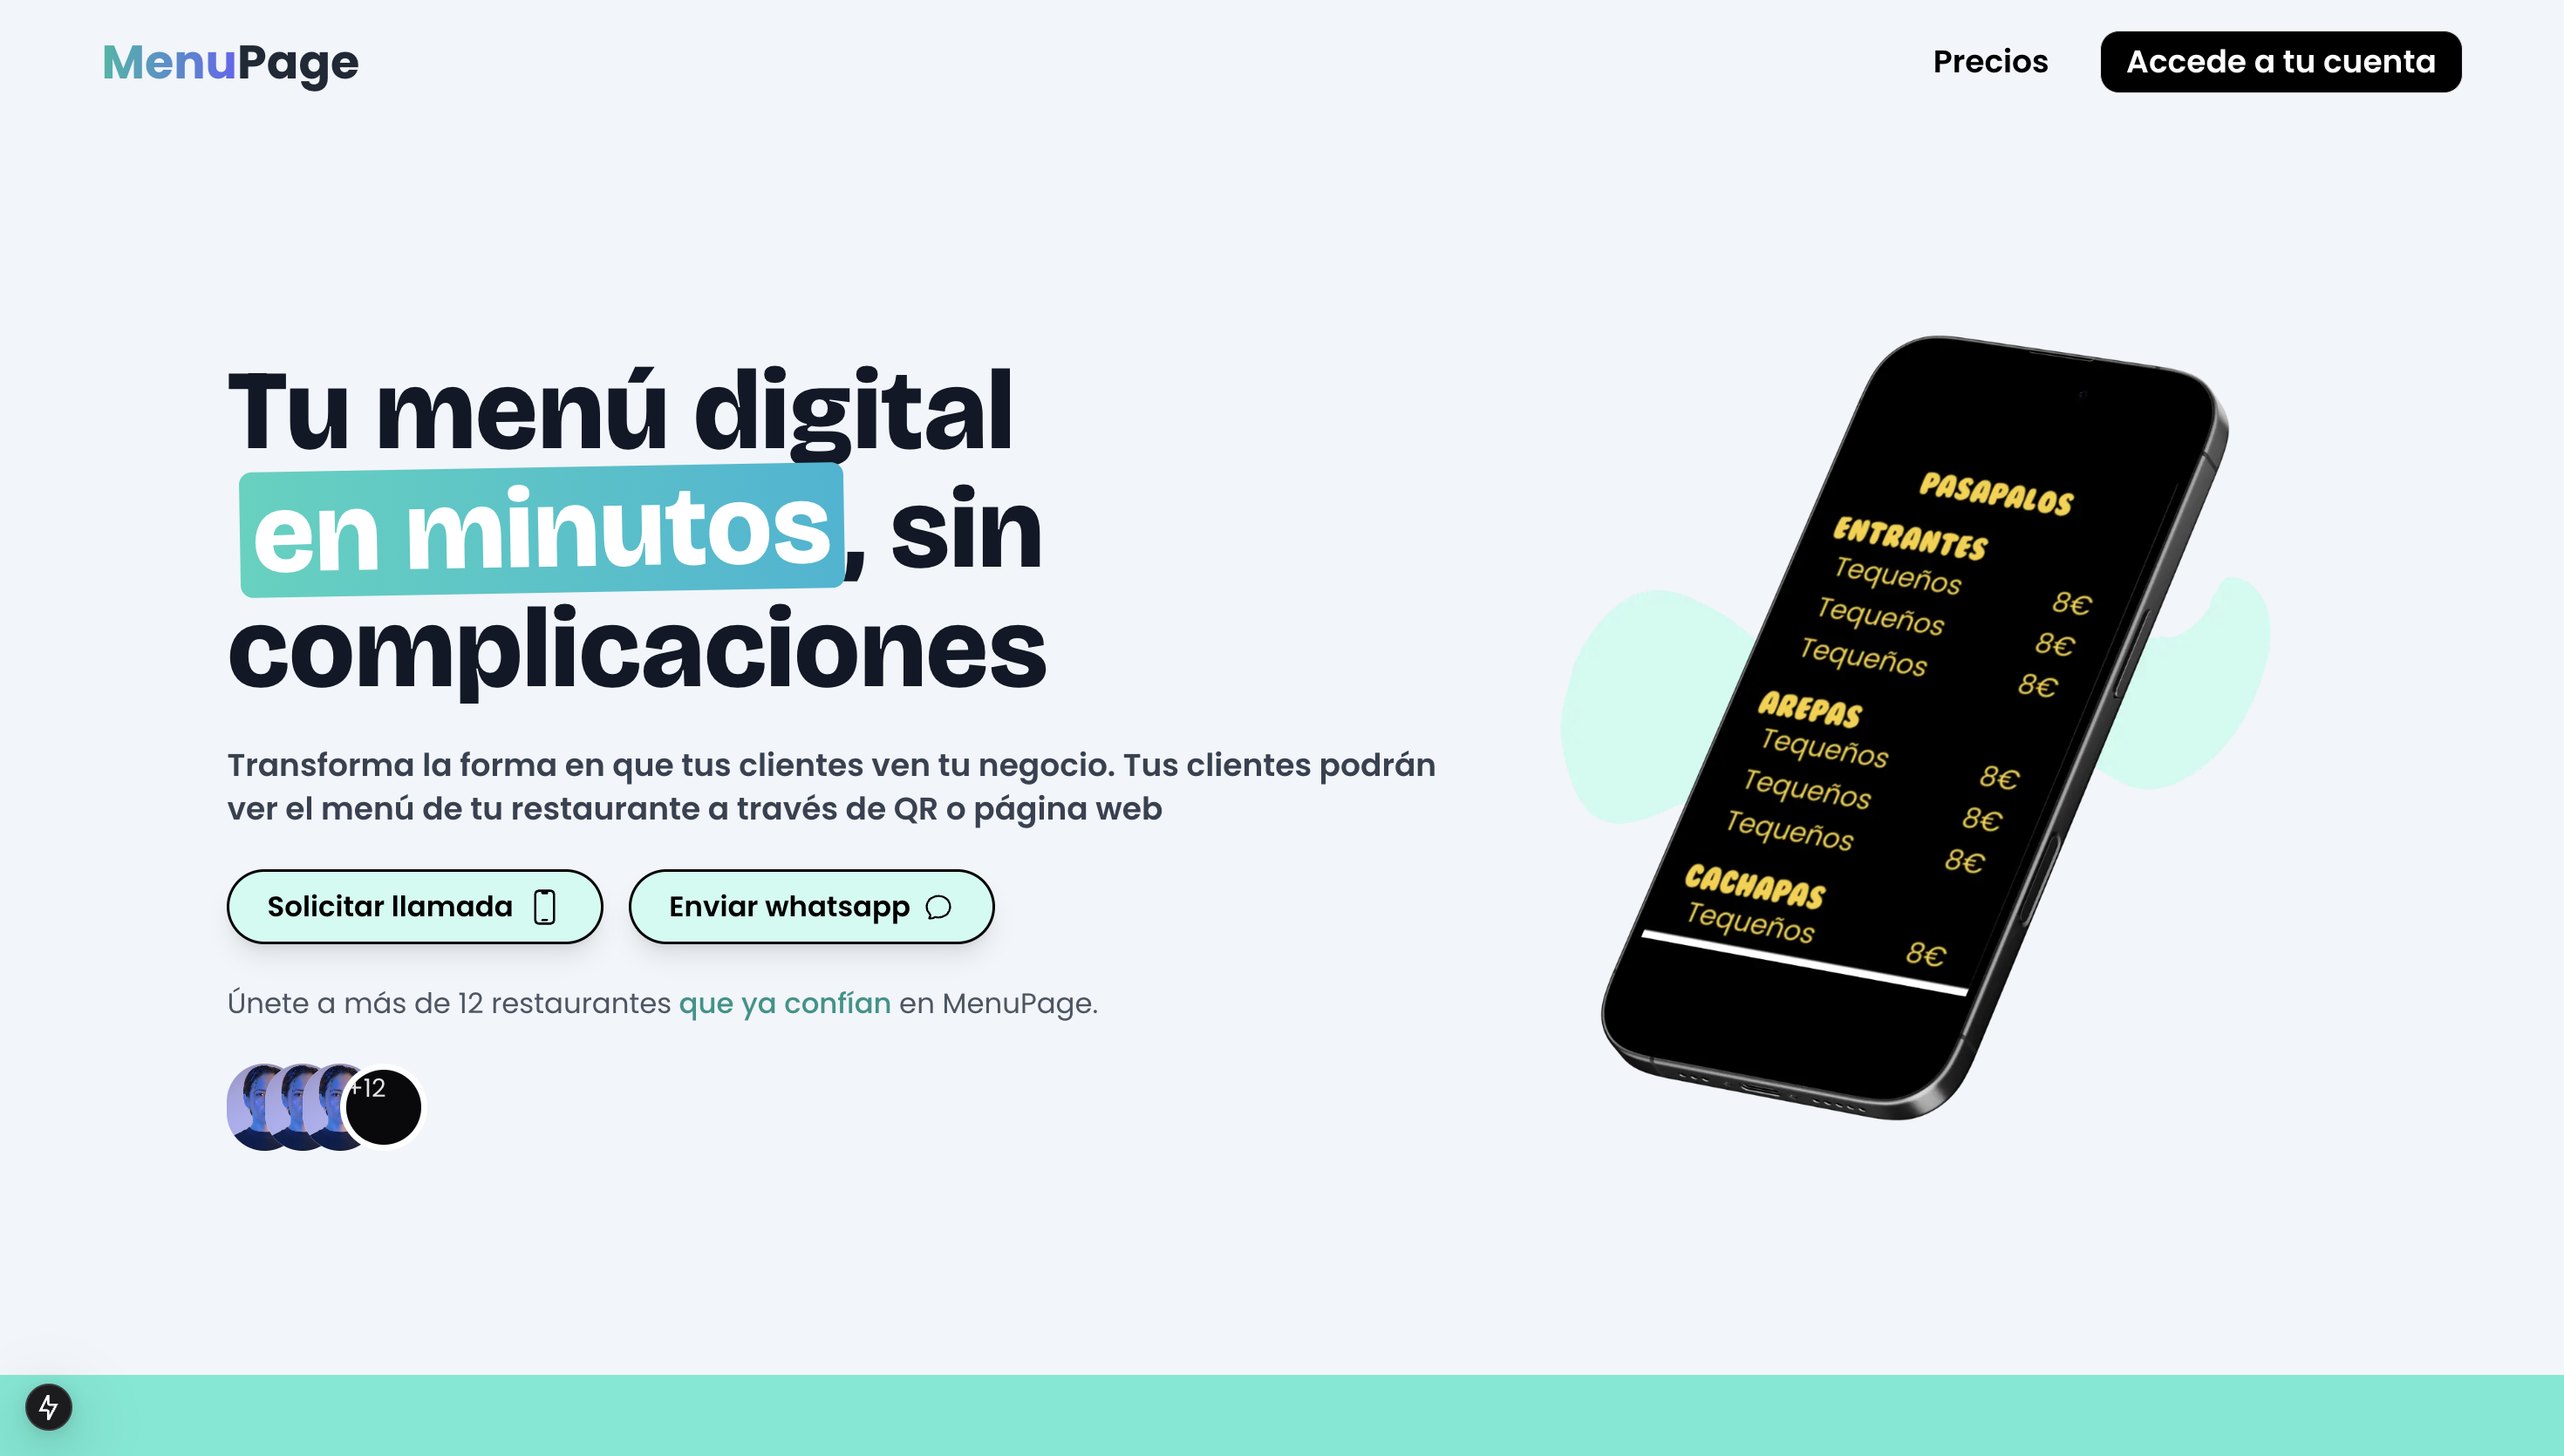 MenuPage
Precios
Accede a tu cuenta
Tu menú digital
en minutos, sin
complicaciones
Transforma la forma en que tus clientes ven tu negocio. Tus clientes podrán
ver el menú de tu restaurante a través de QR o página web
Solicitar llamada
Enviar whatsapp
Únete a más de 12 restaurantes que ya confían en MenuPage.
+12
PASAPALOS
ENTRANTES
Tequeños 8€
Tequeños 8€
Tequeños 8€
AREPAS
Tequeños 8€
Tequeños 8€
Tequeños 8€
CACHAPAS
Tequeños 8€